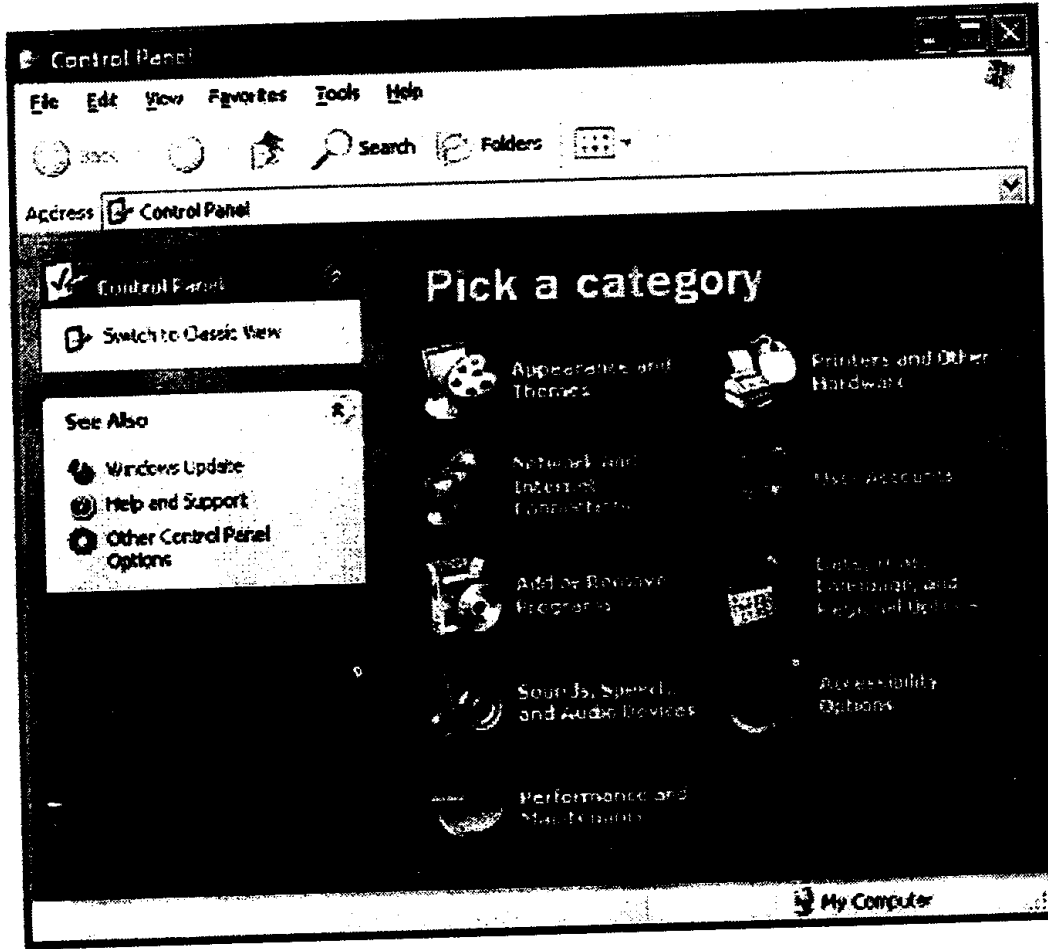 Control Panel
File Edit View Favorites Tools Help
Back Search Folders
Address Control Panel
Control Panel
Switch to Classic View
See Also
Windows Update
Help and Support
Other Control Panel
Options
Pick a category
Appearance and
Themes
Printers and Other
Hardware
Network and
Internet
Connections
User Accounts
Add or Remove
Programs
Date, Time,
Language, and
Regional Options
Sounds, Speech,
and Audio Devices
Accessibility
Options
Performance and
Maintenance
My Computer